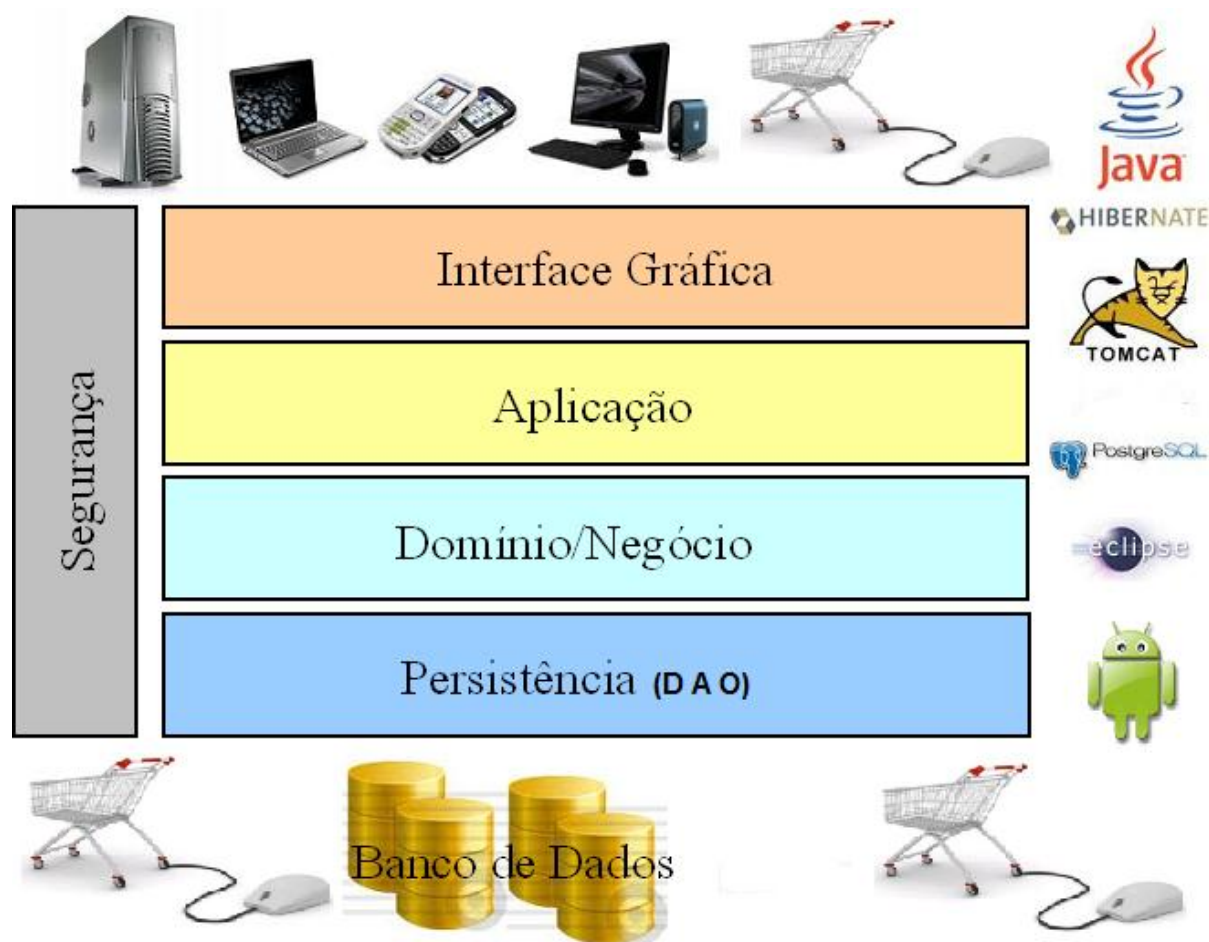 Java
HIBERNATE
Interface Gráfica
TOMCAT
Aplicação
PostgreSQL
Segurança
Domínio/Negócio
eclipse
Persistência (D A O)
Banco de Dados